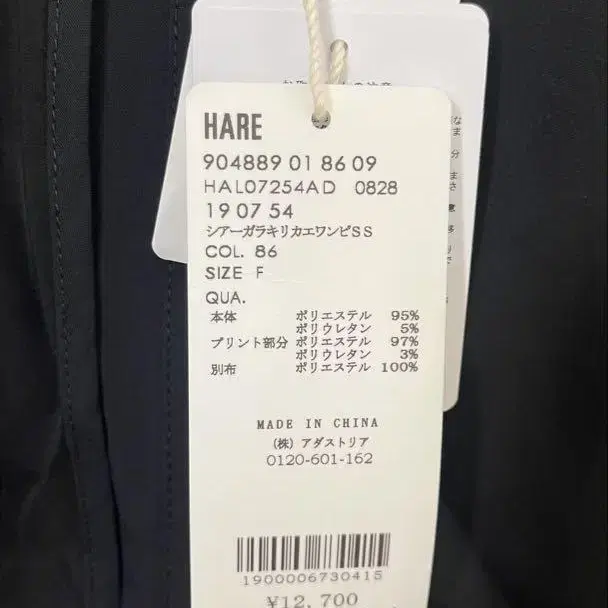 HARE
904889 01 86 09
HAL07254AD 0828
19 07 54
シアーガラキリカエワンピSS
COL. 86
SIZE F
QUA.
本体 ポリエステル 95%
ポリウレタン 5%
プリント部分 ポリエステル 97%
ポリウレタン 3%
別布 ポリエステル 100%
MADE IN CHINA
(株) アダストリア
0120-601-162
1900006730415
¥12,700